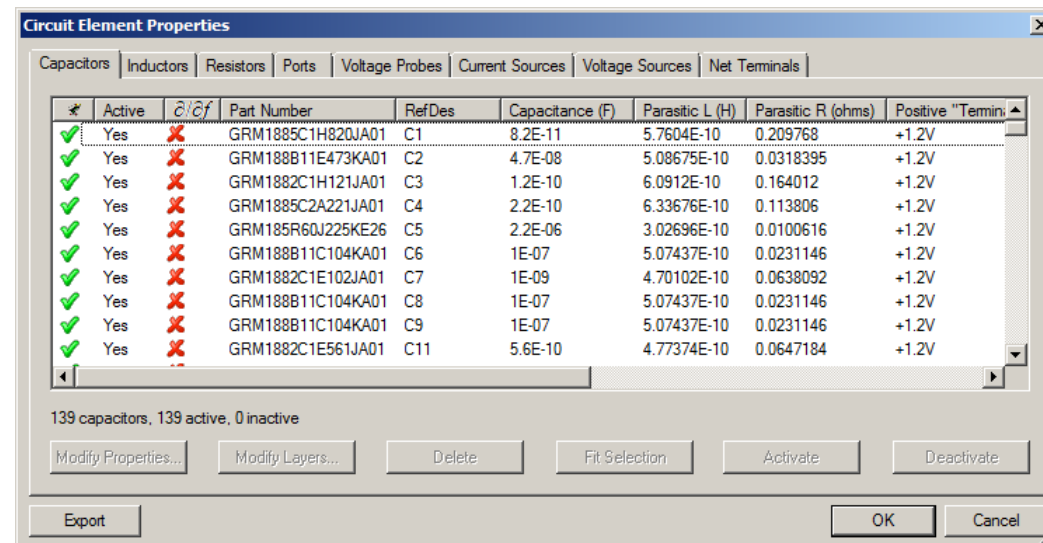 Circuit Element Properties
Capacitors Inductors Resistors Ports Voltage Probes Current Sources Voltage Sources Net Terminals
Active ∂/∂f Part Number RefDes Capacitance (F) Parasitic L (H) Parasitic R (ohms) Positive "Termin
Yes GRM1885C1H820JA01 C1 8.2E-11 5.7604E-10 0.209768 +1.2V
Yes GRM188B11E473KA01 C2 4.7E-08 5.08675E-10 0.0318395 +1.2V
Yes GRM1882C1H121JA01 C3 1.2E-10 6.0912E-10 0.164012 +1.2V
Yes GRM1885C2A221JA01 C4 2.2E-10 6.33676E-10 0.113806 +1.2V
Yes GRM185R60J225KE26 C5 2.2E-06 3.02696E-10 0.0100616 +1.2V
Yes GRM188B11C104KA01 C6 1E-07 5.07437E-10 0.0231146 +1.2V
Yes GRM1882C1E102JA01 C7 1E-09 4.70102E-10 0.0638092 +1.2V
Yes GRM188B11C104KA01 C8 1E-07 5.07437E-10 0.0231146 +1.2V
Yes GRM188B11C104KA01 C9 1E-07 5.07437E-10 0.0231146 +1.2V
Yes GRM1882C1E561JA01 C11 5.6E-10 4.77374E-10 0.0647184 +1.2V
139 capacitors, 139 active, 0 inactive
Modify Properties... Modify Layers... Delete Fit Selection Activate Deactivate
Export OK Cancel